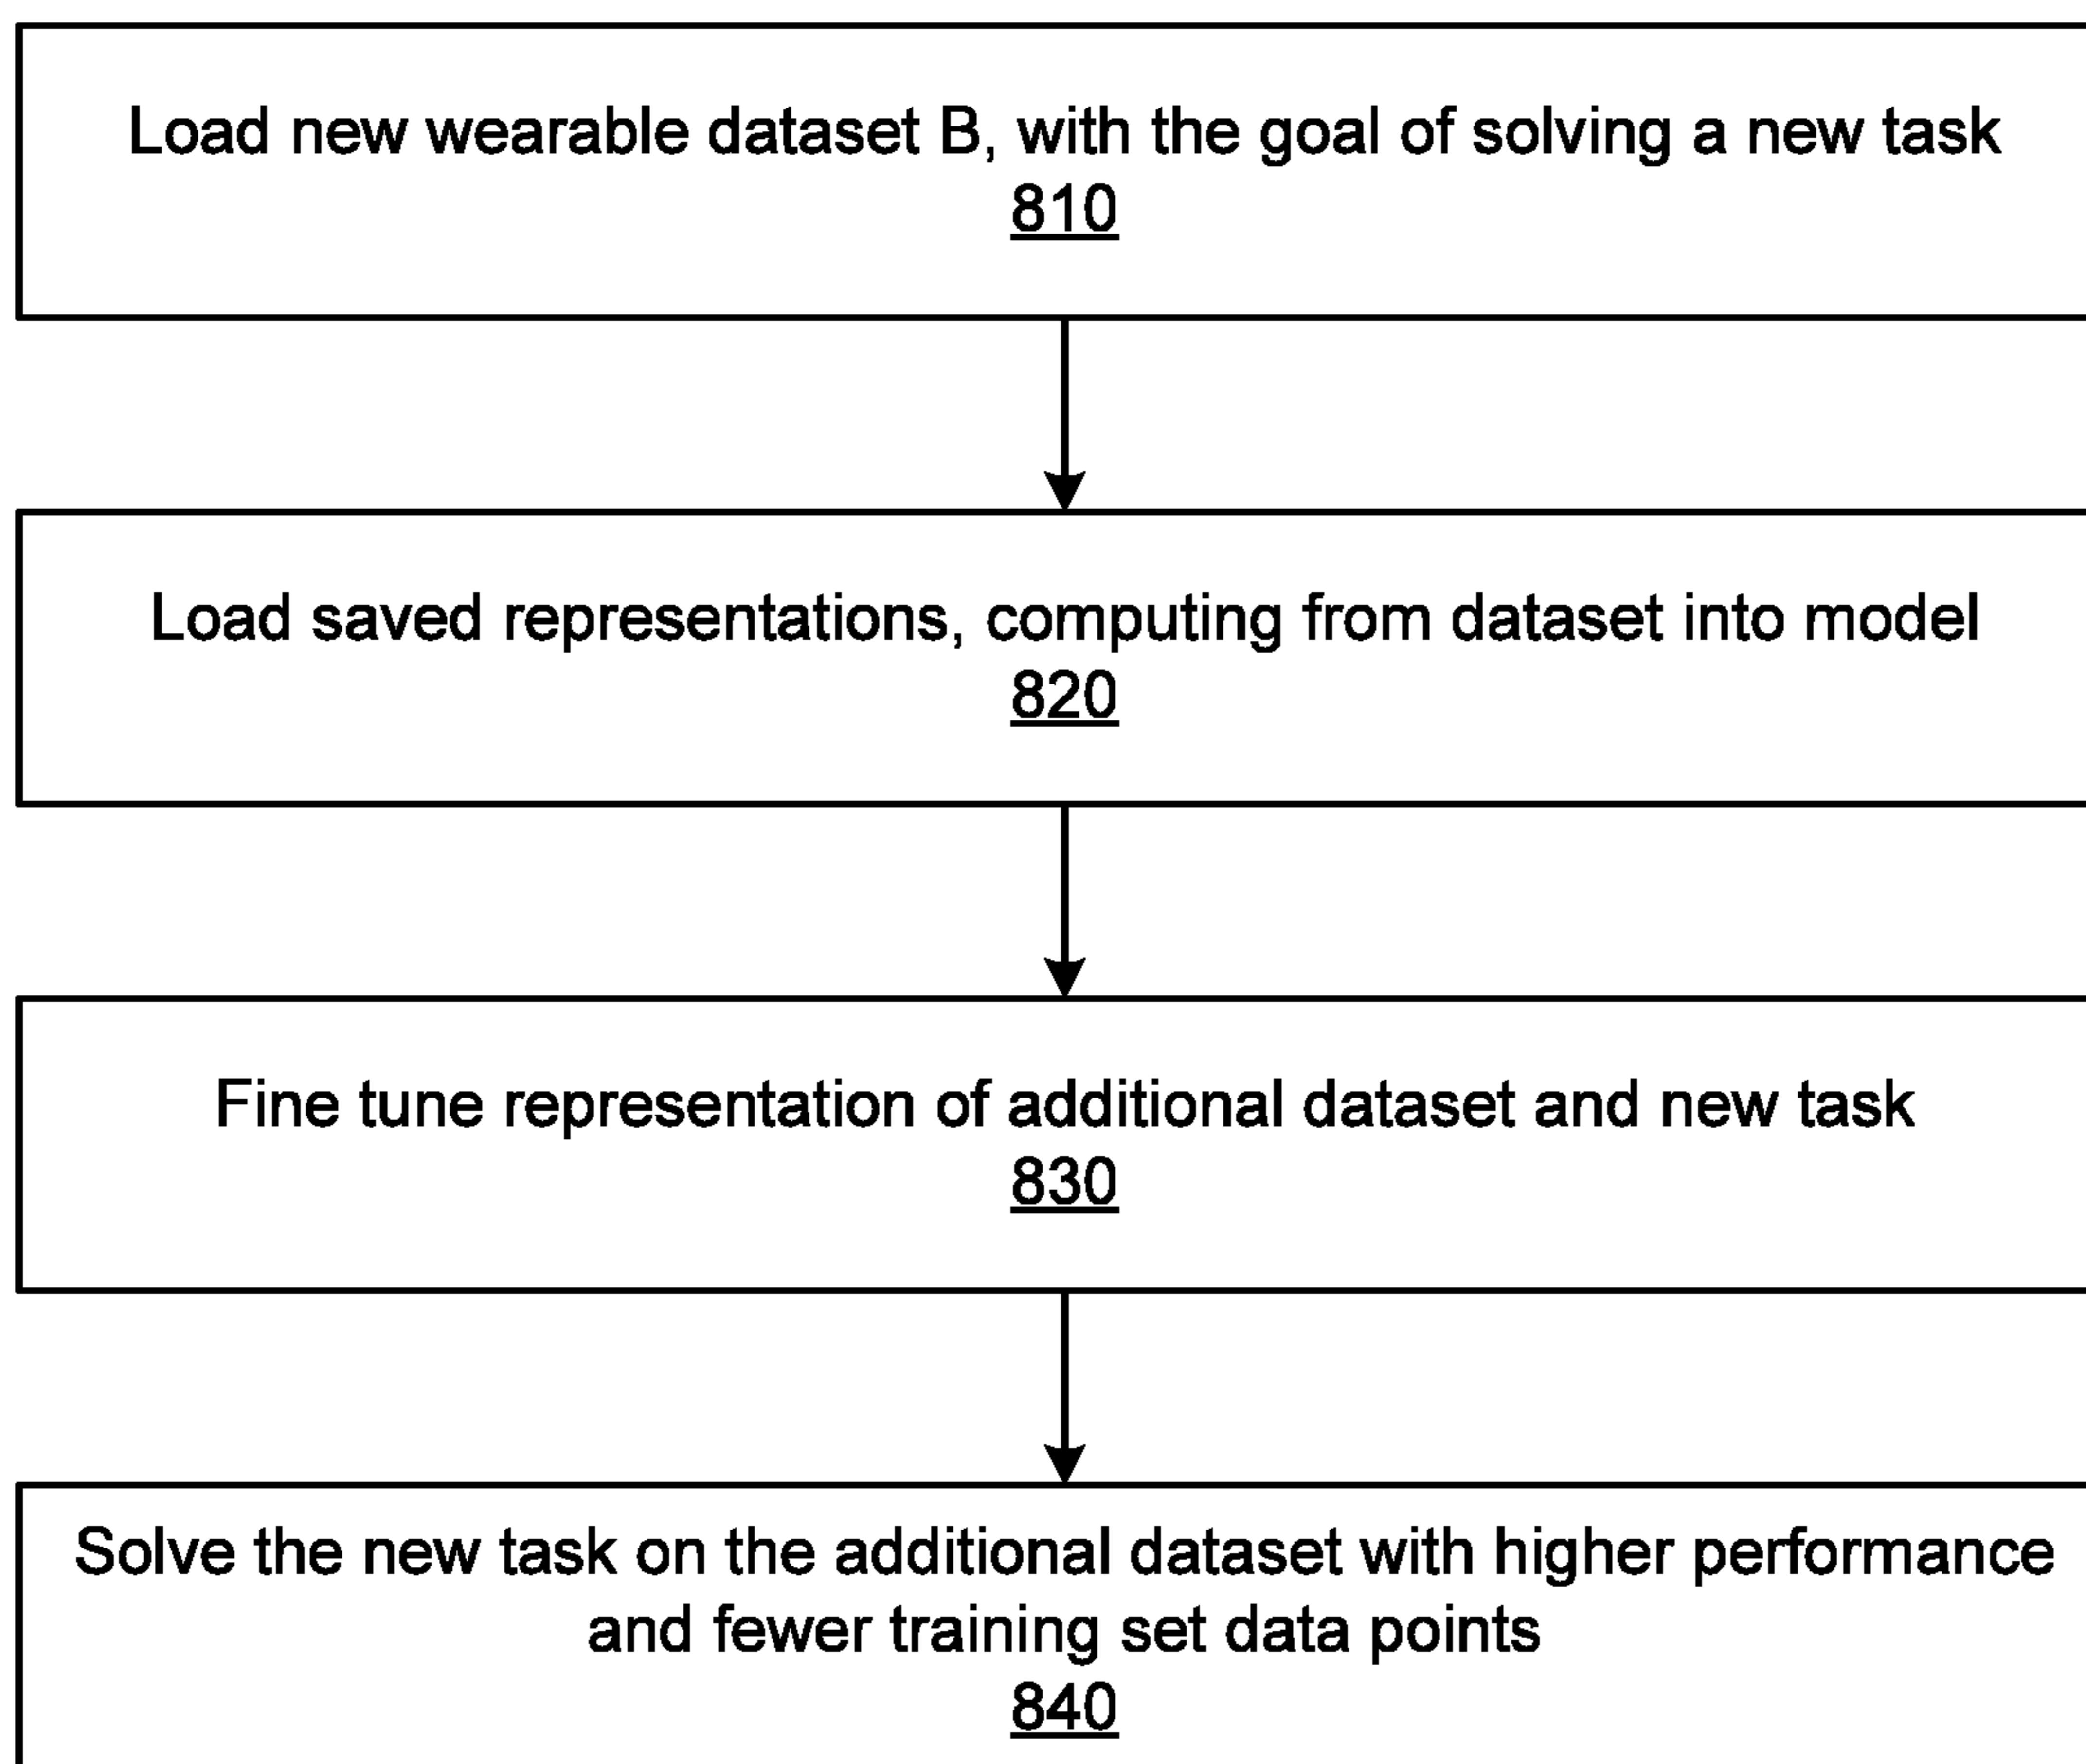 Load new wearable dataset B, with the goal of solving a new task
810
Load saved representations, computing from dataset into model
820
Fine tune representation of additional dataset and new task
830
Solve the new task on the additional dataset with higher performance
and fewer training set data points
840